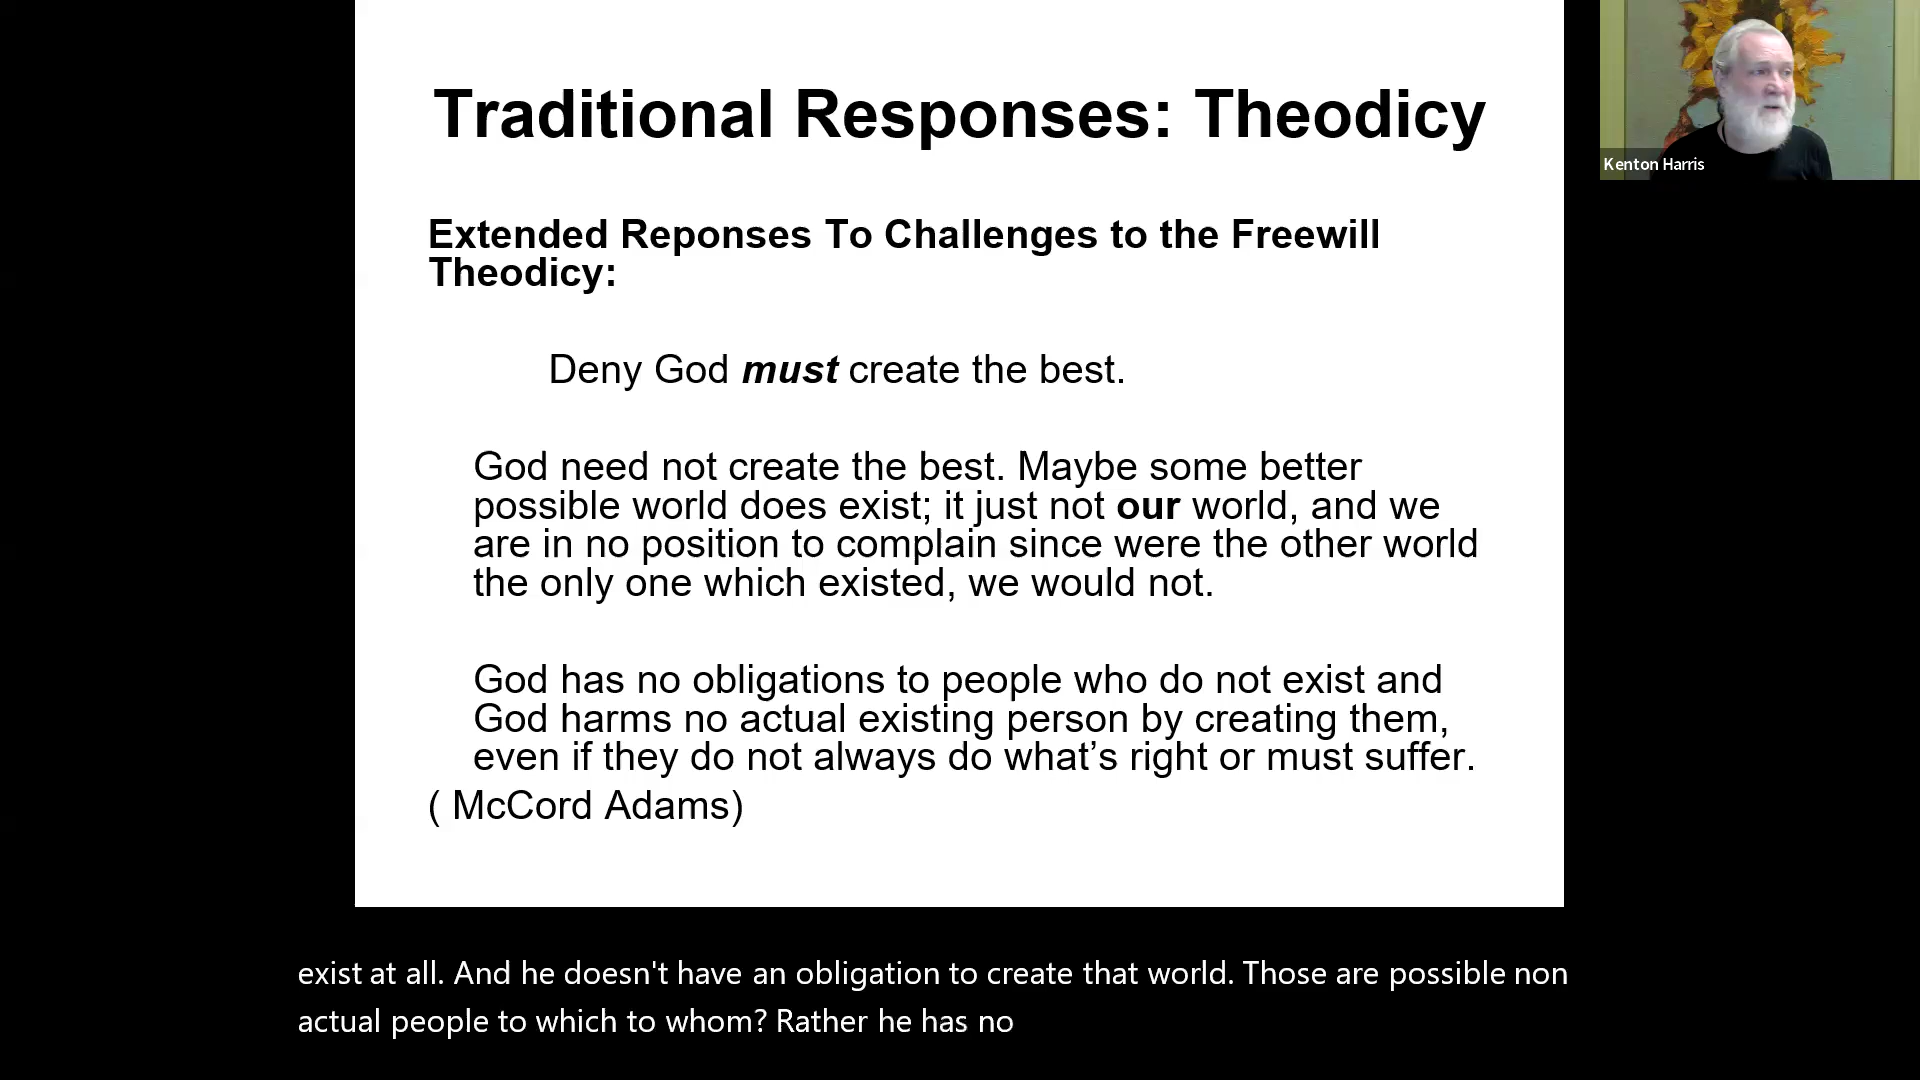 Traditional Responses: Theodicy
Kenton Harris
Extended Reponses To Challenges to the Freewill
Theodicy:
Deny God must create the best.
God need not create the best. Maybe some better
possible world does exist; it just not our world, and we
are in no position to complain since were the other world
the only one which existed, we would not.
God has no obligations to people who do not exist and
God harms no actual existing person by creating them,
even if they do not always do what’s right or must suffer.
( McCord Adams)
exist at all. And he doesn't have an obligation to create that world. Those are possible non
actual people to which to whom? Rather he has no